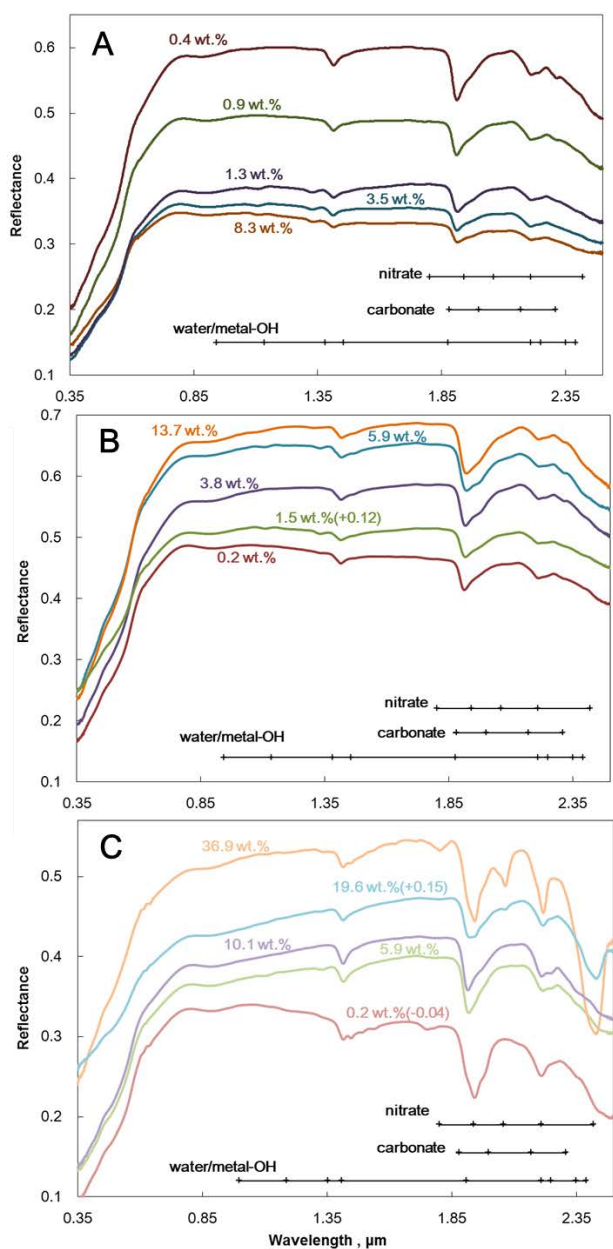 A
0.6
0.4 wt.%
0.5
0.9 wt.%
0.4
1.3 wt.%
3.5 wt.%
Reflectance
0.3
8.3 wt.%
nitrate
carbonate
0.2
water/metal-OH
0.1
0.35 0.85 1.35 1.85 2.35
B
0.7
13.7 wt.%
5.9 wt.%
0.6
3.8 wt.%
1.5 wt.%(+0.12)
0.5
0.2 wt.%
Reflectance
0.4
0.3
nitrate
0.2
carbonate
water/metal-OH
0.1
0.35 0.85 1.35 1.85 2.35
C
36.9 wt.%
0.5
19.6 wt.%(+0.15)
10.1 wt.%
5.9 wt.%
0.4
Reflectance
0.3
0.2 wt.%(-0.04)
0.2
nitrate
carbonate
water/metal-OH
0.1
0.35 0.85 1.35 1.85 2.35
Wavelength , µm